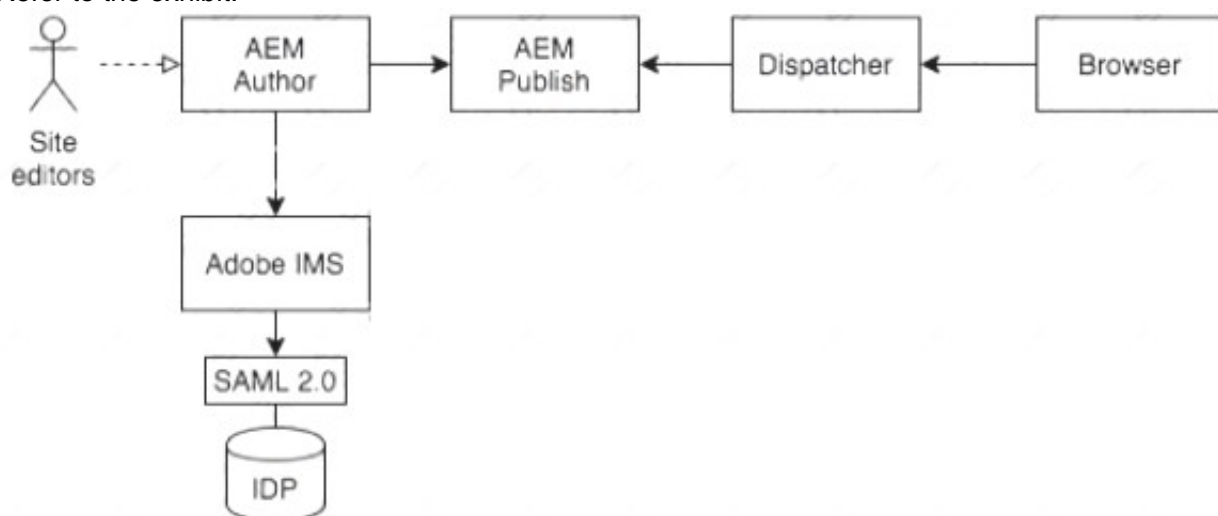 Refer to the exhibit.
AEM
Author
AEM
Publish
Dispatcher
Browser
Site
editors
Adobe IMS
SAML 2.0
IDP